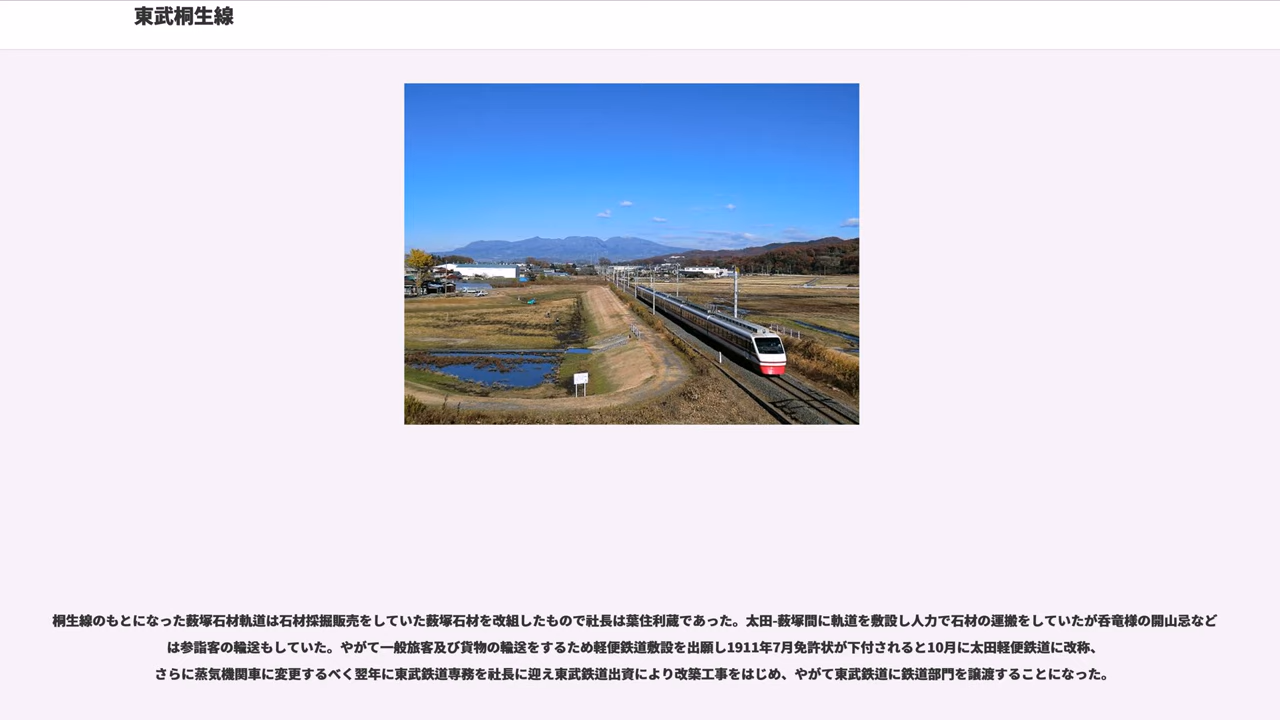 東武桐生線
桐生線のもとになった薮塚石材軌道は石材採掘販売をしていた薮塚石材を改組したもので社長は葉住利蔵であった。太田-薮塚間に軌道を敷設し人力で石材の運搬をしていたが呑竜様の開山忌など
は参詣客の輸送もしていた。やがて一般旅客及び貨物の輸送をするため軽便鉄道敷設を出願し1911年7月免許状が下付されると10月に太田軽便鉄道に改称、
さらに蒸気機関車に変更するべく翌年に東武鉄道専務を社長に迎え東武鉄道出資により改築工事をはじめ、やがて東武鉄道に鉄道部門を譲渡することになった。